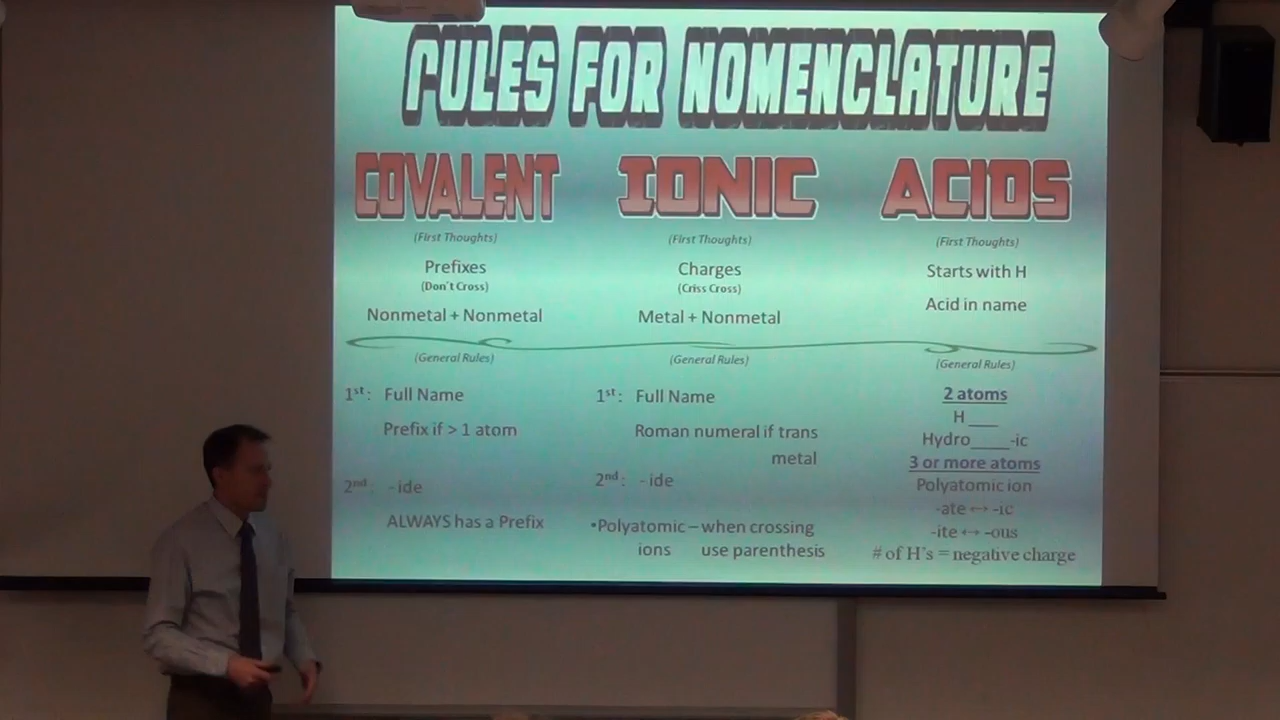 RULES FOR NOMENCLATURE
COVALENT
(First Thoughts)
Prefixes
(Don't Cross)
Nonmetal + Nonmetal
(General Rules)
1st: Full Name
Prefix if > 1 atom
2nd: -ide
ALWAYS has a Prefix
IONIC
(First Thoughts)
Charges
(Criss Cross)
Metal + Nonmetal
(General Rules)
1st: Full Name
Roman numeral if trans
metal
2nd: -ide
•Polyatomic – when crossing
ions use parenthesis
ACIDS
(First Thoughts)
Starts with H
Acid in name
(General Rules)
2 atoms
H ___
Hydro____-ic
3 or more atoms
Polyatomic ion
-ate ↔ -ic
-ite ↔ -ous
# of H's = negative charge